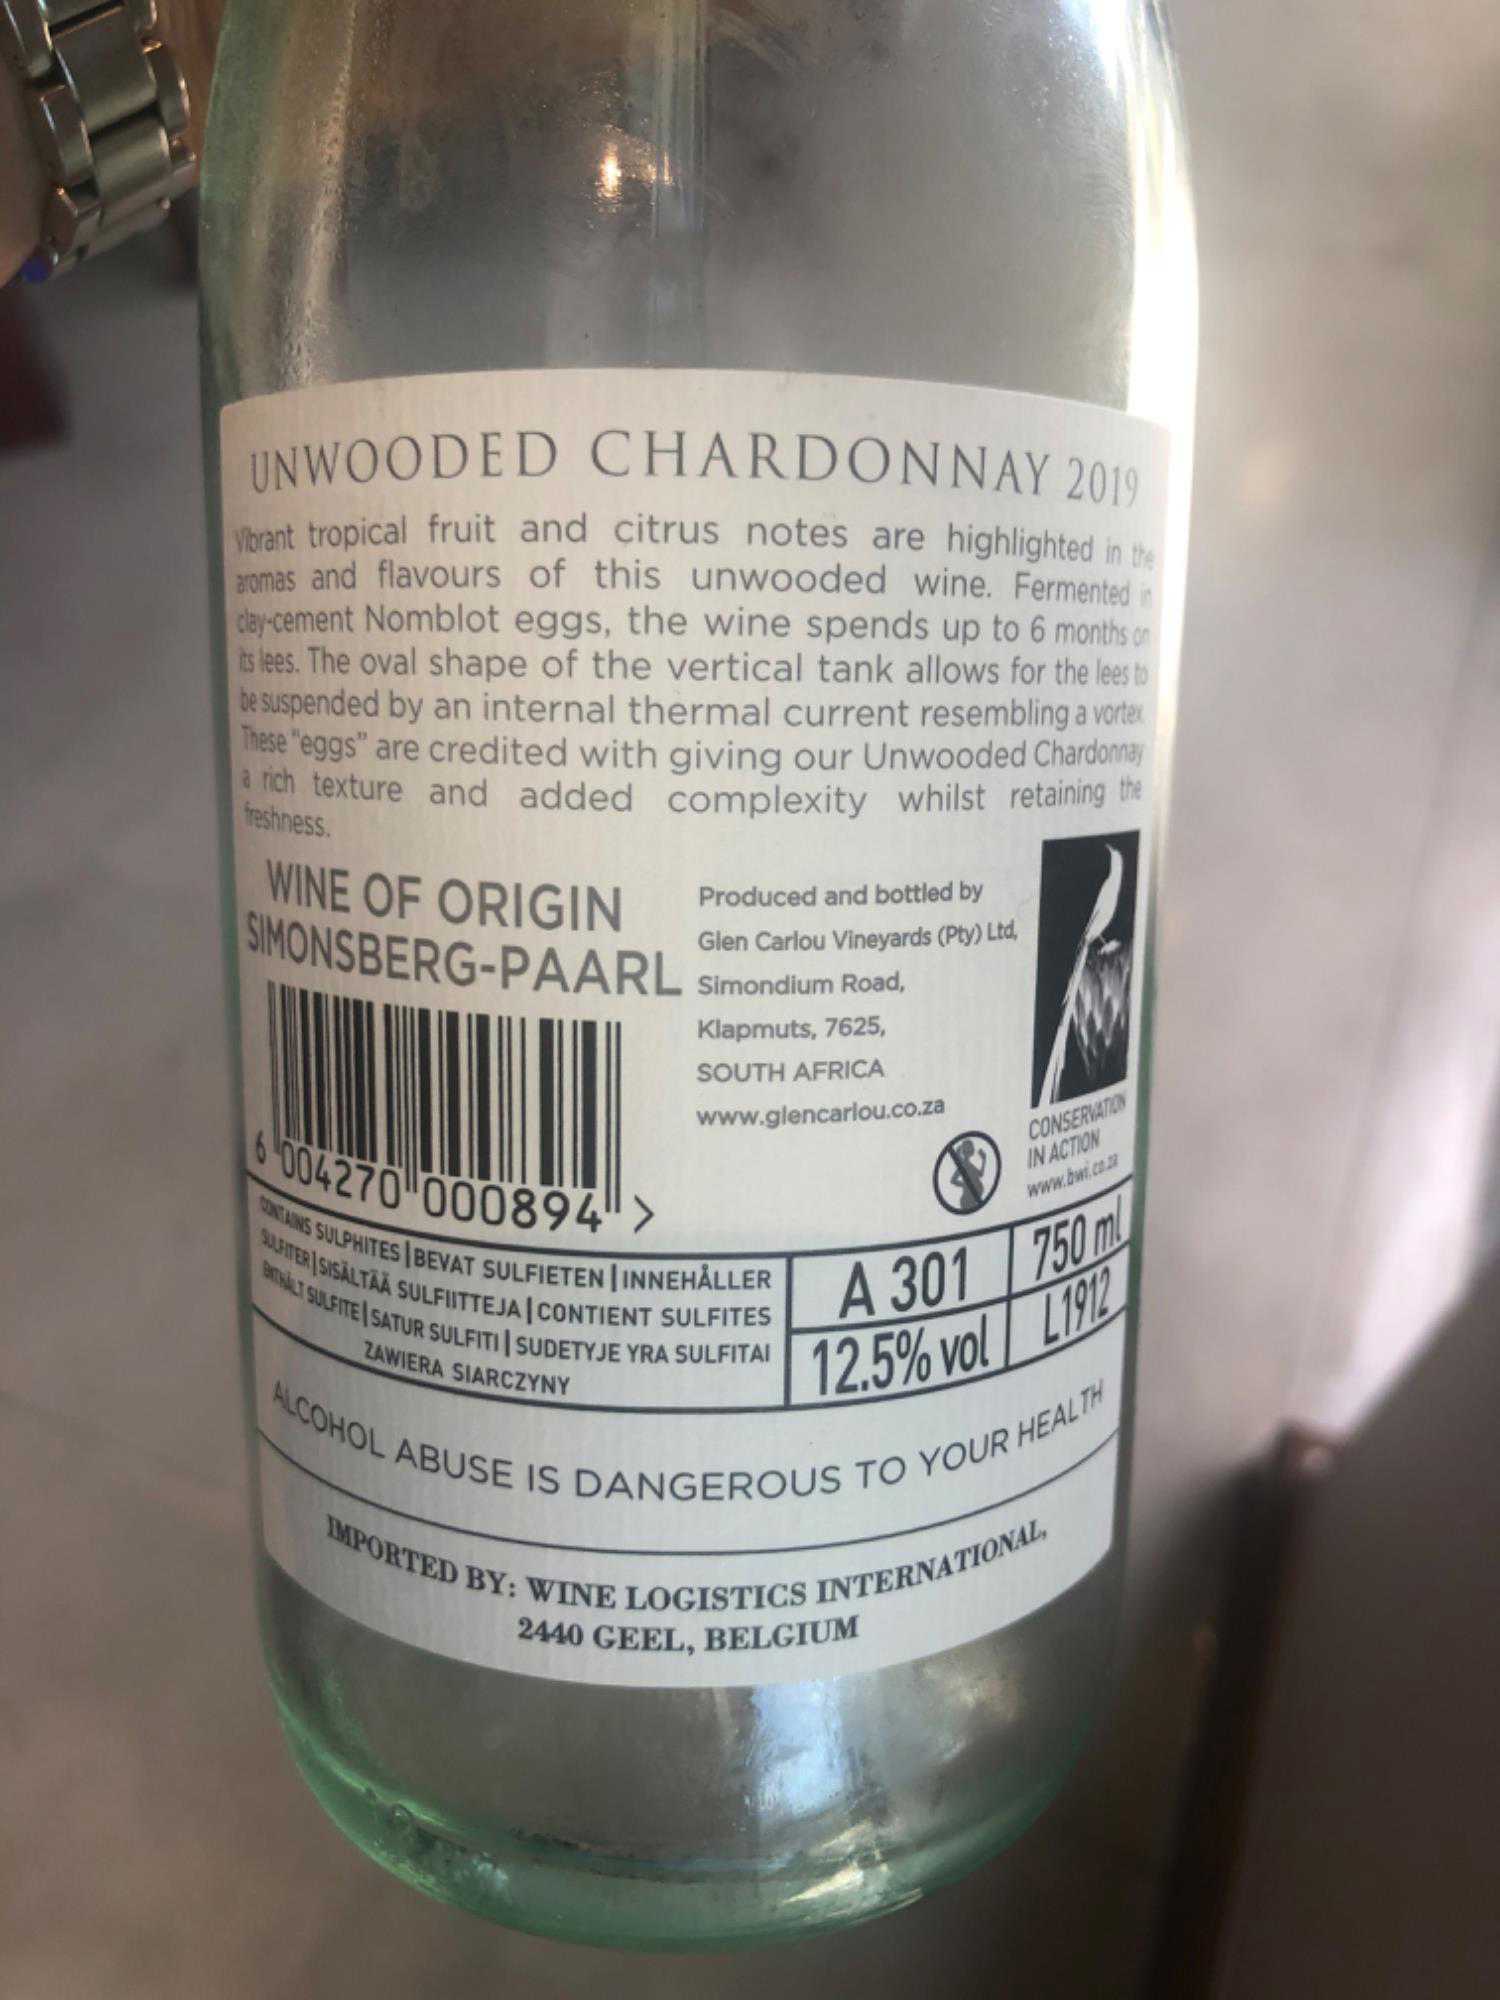 UNWOODED CHARDONNAY 2019
Vibrant tropical fruit and citrus notes are highlighted in the
aromas and flavours of this unwooded wine. Fermented in
clay-cement Nomblot eggs, the wine spends up to 6 months on
its lees. The oval shape of the vertical tank allows for the lees to
be suspended by an internal thermal current resembling a vortex.
These "eggs" are credited with giving our Unwooded Chardonnay
a rich texture and added complexity whilst retaining the
freshness.
WINE OF ORIGIN
SIMONSBERG-PAARL
Produced and bottled by
Glen Carlou Vineyards (Pty) Ltd,
Simondium Road,
Klapmuts, 7625,
SOUTH AFRICA
www.glencarlou.co.za
CONSERVATION
IN ACTION
www.bwi.co.za
6 004270 000894 >
CONTAINS SULPHITES | BEVAT SULFIETEN | INNEHÅLLER
SULFITER | SISÄLTÄÄ SULFIITTEJA | CONTIENT SULFITES
ENTHÄLT SULFITE | SATUR SULFITI | SUDETYJE YRA SULFITAI
ZAWIERA SIARCZYNY
A 301
750 ml
12.5% vol
L1912
ALCOHOL ABUSE IS DANGEROUS TO YOUR HEALTH
IMPORTED BY: WINE LOGISTICS INTERNATIONAL,
2440 GEEL, BELGIUM